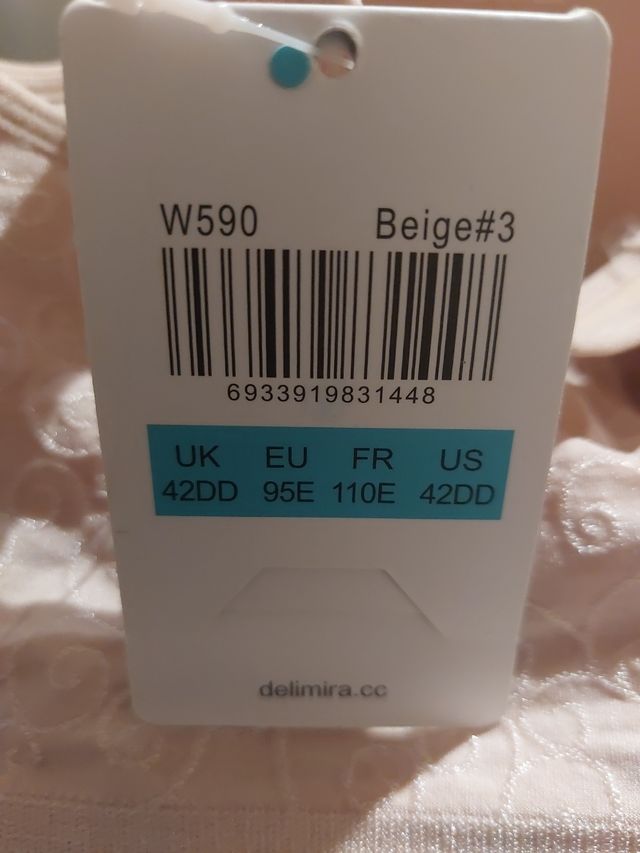 W590 Beige#3
6933919831448
UK EU FR US
42DD 95E 110E 42DD
delimira.cc